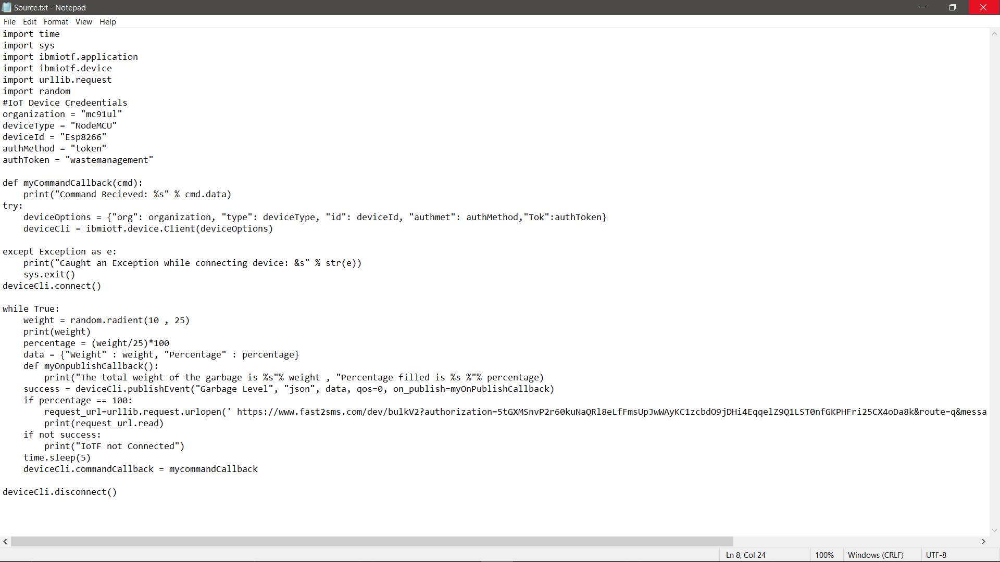 Source.txt - Notepad
File Edit Format View Help
import time
import sys
import ibmiotf.application
import ibmiotf.device
import urllib.request
import random
#IoT Device Credeentials
organization = "mc91ul"
deviceType = "NodeMCU"
deviceId = "Esp8266"
authMethod = "token"
authToken = "wastemanagement"

def myCommandCallback(cmd):
    print("Command Recieved: %s" % cmd.data)
try:
    deviceOptions = {"org": organization, "type": deviceType, "id": deviceId, "authmet": authMethod,"Tok":authToken}
    deviceCli = ibmiotf.device.Client(deviceOptions)

except Exception as e:
    print("Caught an Exception while connecting device: &s" % str(e))
    sys.exit()
deviceCli.connect()

while True:
    weight = random.radient(10 , 25)
    print(weight)
    percentage = (weight/25)*100
    data = {"Weight" : weight, "Percentage" : percentage}
    def myOnpublishCallback():
        print("The total weight of the garbage is %s"% weight , "Percentage filled is %s %"% percentage)
    success = deviceCli.publishEvent("Garbage Level", "json", data, qos=0, on_publish=myOnPublishCallback)
    if percentage == 100:
        request_url=urllib.request.urlopen(' https://www.fast2sms.com/dev/bulkV2?authorization=5tGXMSnvP2r60kuNaQRl8eLfFmsUpJwWAyKC1zcbdO9jDHi4EqqelZ9Q1LST0nfGKPHFri25CX4oDa8k&route=q&messa
        print(request_url.read)
    if not success:
        print("IoTF not Connected")
    time.sleep(5)
    deviceCli.commandCallback = mycommandCallback

deviceCli.disconnect()
Ln 8, Col 24 100% Windows (CRLF) UTF-8